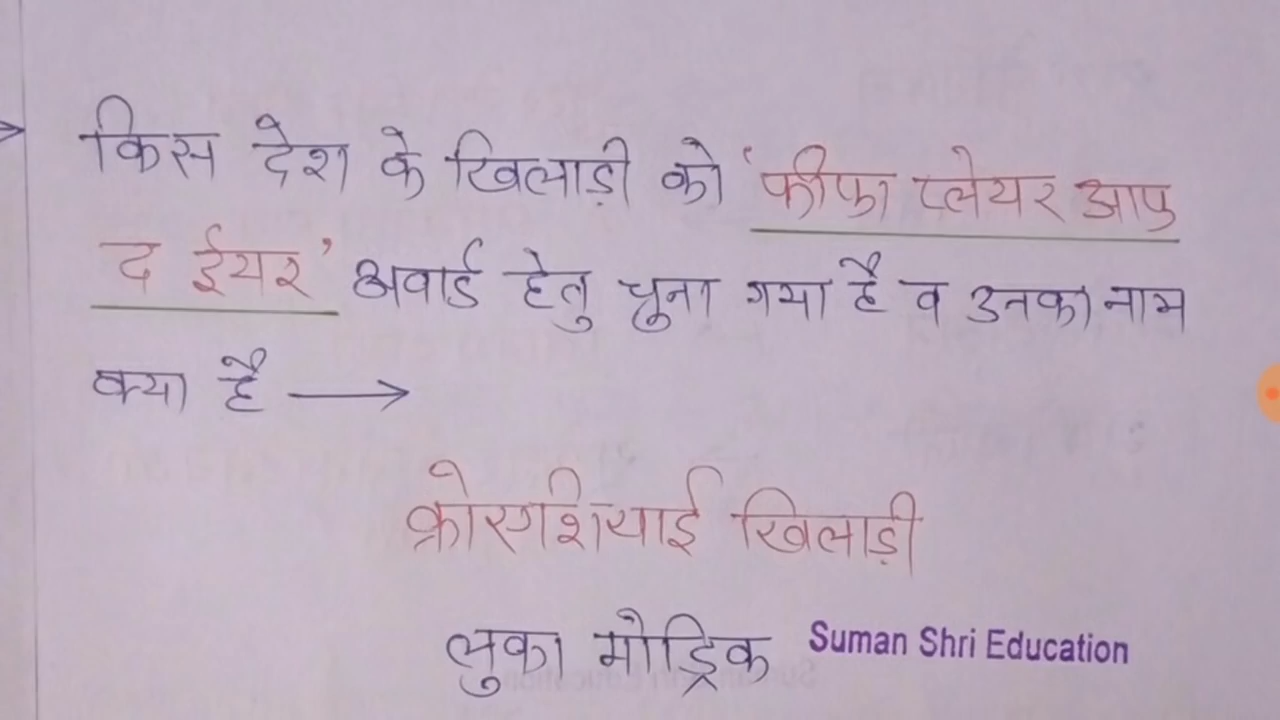 किस देश के खिलाड़ी को 'फीफा प्लेयर आफ
द ईयर' अवार्ड हेतु चूना गया है व उनका नाम
क्या है →
क्रोएशियाई खिलाड़ी
लुका मौड्रिक
Suman Shri Education